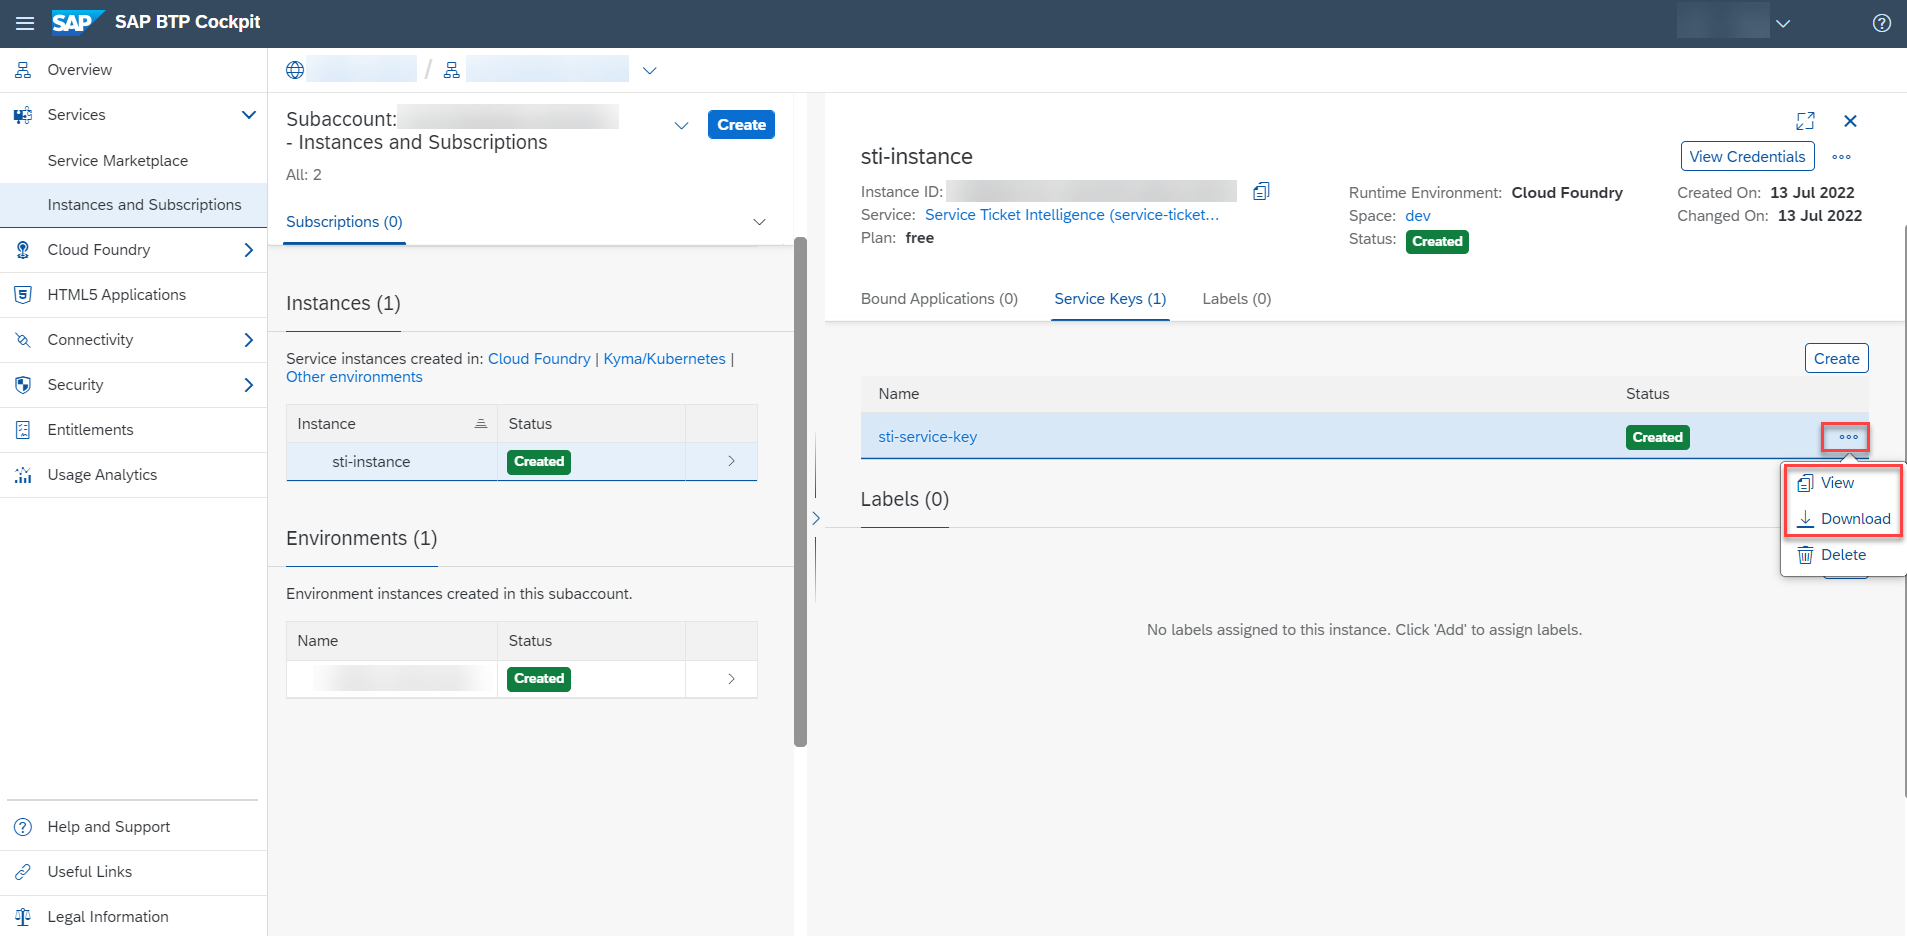 SAP SAP BTP Cockpit
Overview
Services
Service Marketplace
Instances and Subscriptions
Cloud Foundry
HTML5 Applications
Connectivity
Security
Entitlements
Usage Analytics
Help and Support
Useful Links
Legal Information
/
Subaccount:
- Instances and Subscriptions
Create
All: 2
Subscriptions (0)
Instances (1)
Service instances created in: Cloud Foundry | Kyma/Kubernetes |
Other environments
Instance Status
sti-instance Created
Environments (1)
Environment instances created in this subaccount.
Name Status
Created
sti-instance
View Credentials
Instance ID:
Service: Service Ticket Intelligence (service-ticket...
Plan: free
Runtime Environment: Cloud Foundry
Space: dev
Status: Created
Created On: 13 Jul 2022
Changed On: 13 Jul 2022
Bound Applications (0) Service Keys (1) Labels (0)
Create
Name Status
sti-service-key Created
View
Download
Delete
Labels (0)
No labels assigned to this instance. Click 'Add' to assign labels.